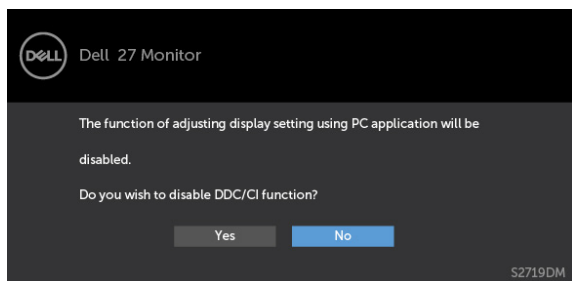 DELL
Dell 27 Monitor
The function of adjusting display setting using PC application will be
disabled.
Do you wish to disable DDC/CI function?
Yes No
S2719DM